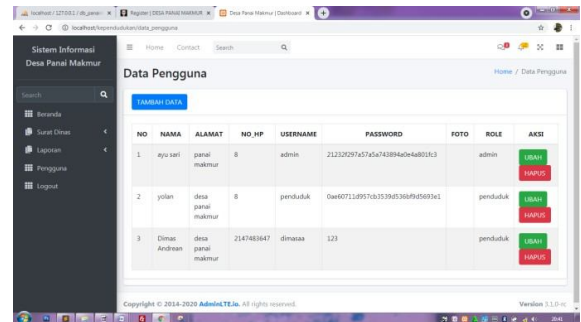 localhost / 127.0.0.1 / db_pana
Register | DESA PANAI MAKMUR
Desa Panai Makmur | Dashboard
localhost/kependudukan/data_pengguna
Sistem Informasi
Desa Panai Makmur
Home Contact Search
Data Pengguna
Home / Data Pengguna
Search
Beranda
Surat Dinas
Laporan
Pengguna
Logout
TAMBAH DATA
NO NAMA ALAMAT NO_HP USERNAME PASSWORD FOTO ROLE AKSI
1 ayu sari panai makmur 8 admin 21232f297a57a5a743894a0e4a801fc3 admin UBAH
HAPUS
2 yolan desa panai makmur 8 penduduk penduduk UBAH
HAPUS
3 Dimas Andrean desa panai makmur 2147483647 dimasaa 123 penduduk UBAH
HAPUS
Copyright © 2014-2020 AdminLTE.io. All rights reserved.
Version 3.1.0-rc
20:41